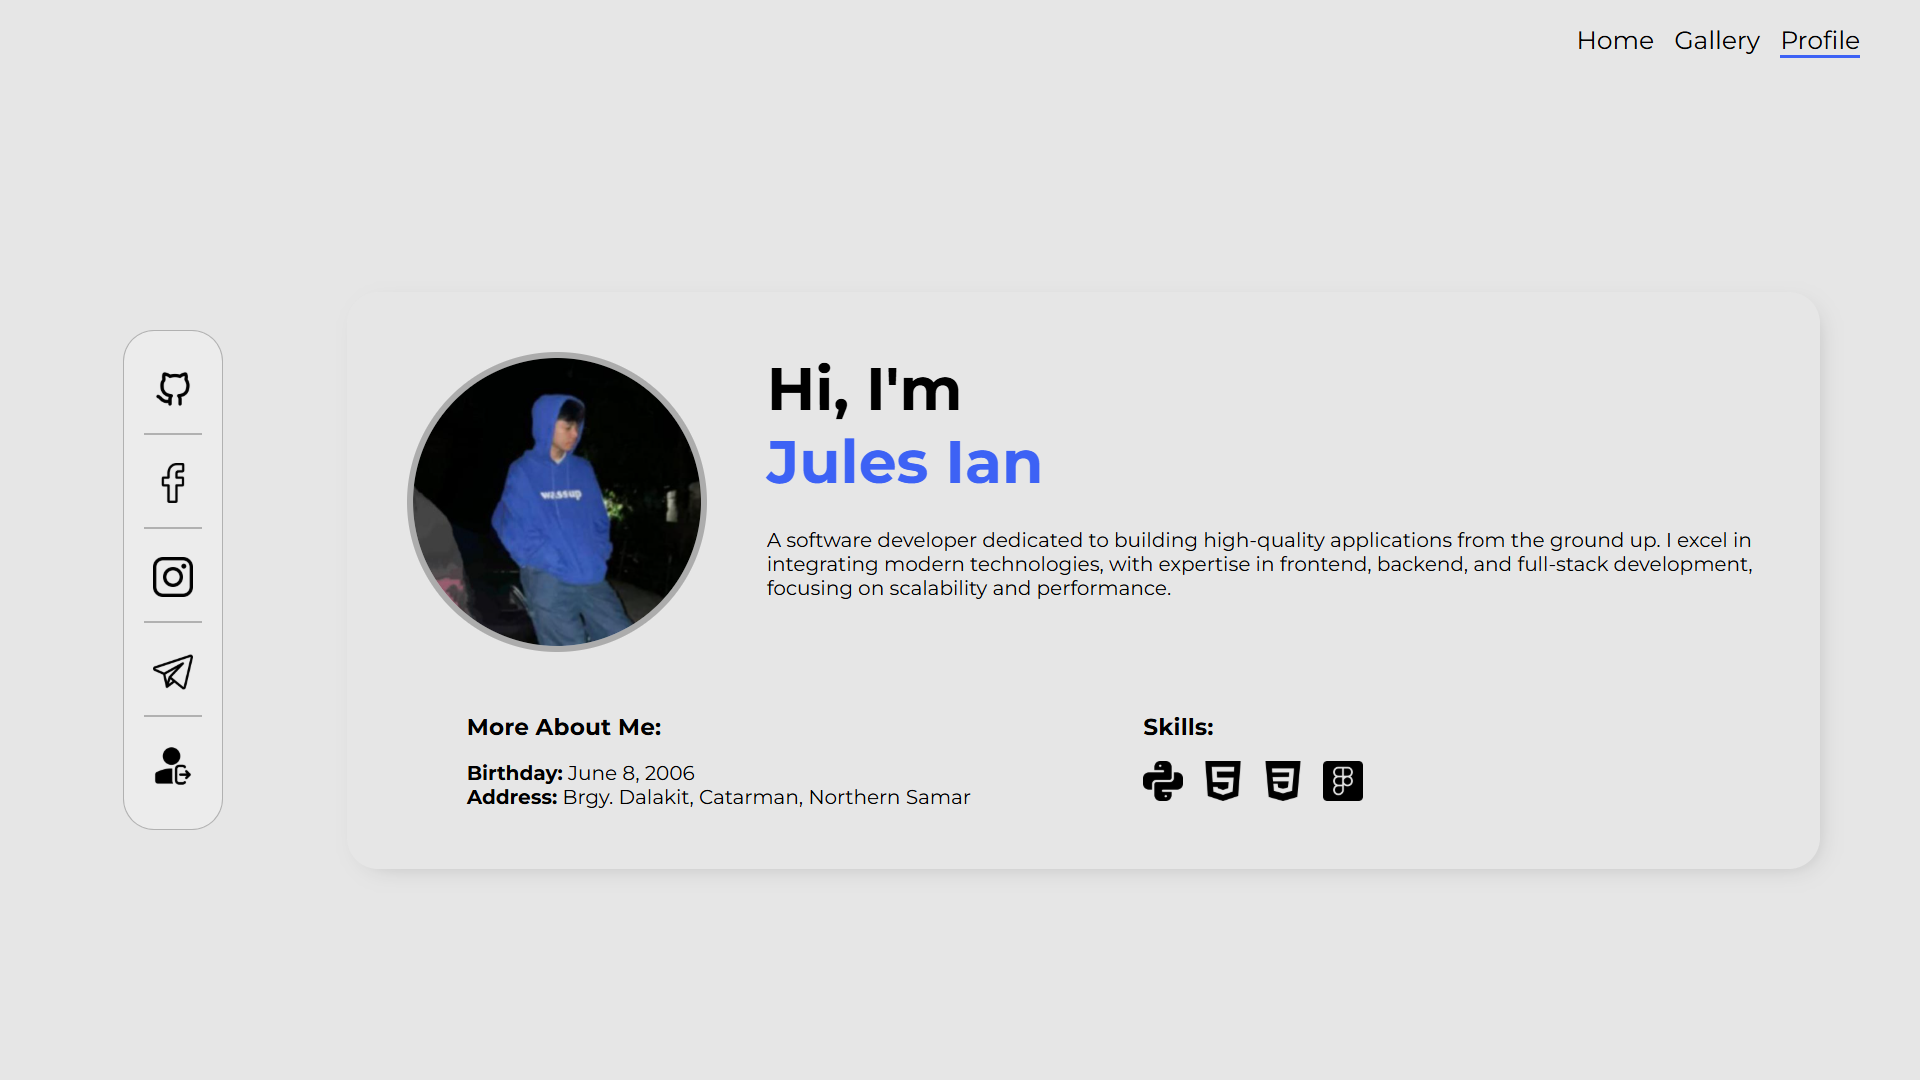 Home Gallery Profile
Hi, I'm
Jules Ian
wassup
A software developer dedicated to building high-quality applications from the ground up. I excel in
integrating modern technologies, with expertise in frontend, backend, and full-stack development,
focusing on scalability and performance.
More About Me:
Birthday: June 8, 2006
Address: Brgy. Dalakit, Catarman, Northern Samar
Skills: